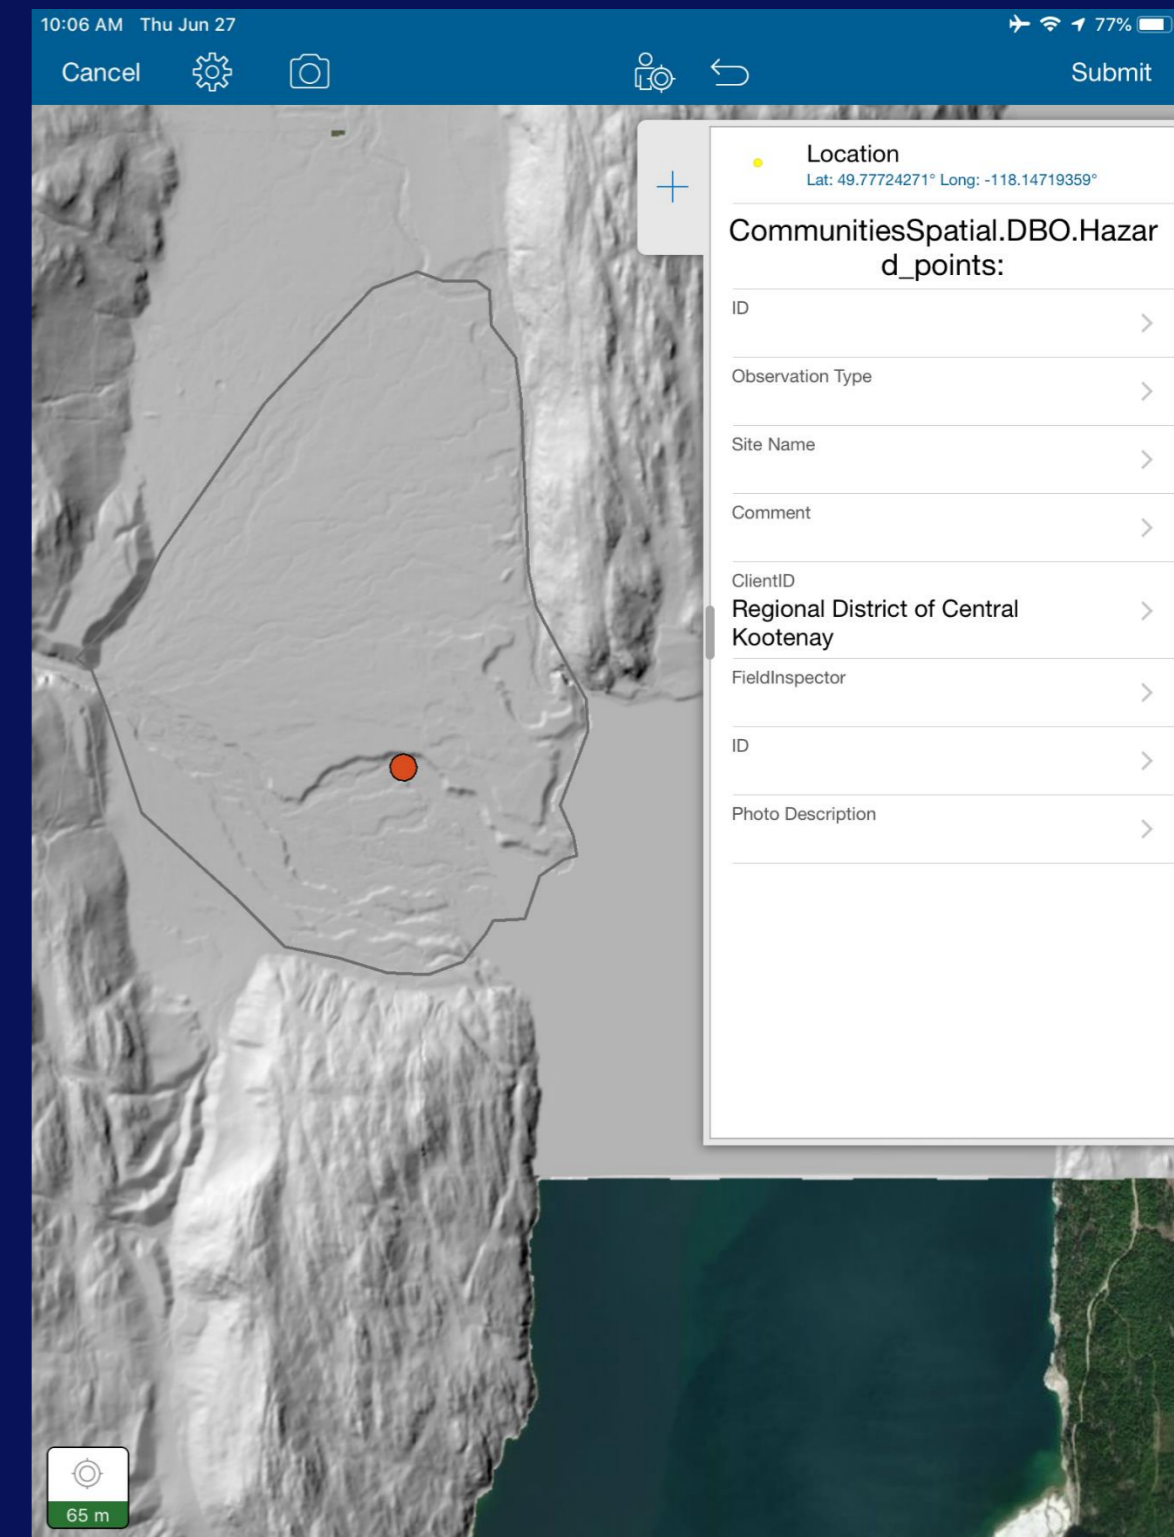 10:06 AM Thu Jun 27
77%
Cancel
Submit
Location
Lat: 49.77724271° Long: -118.14719359°
CommunitiesSpatial.DBO.Hazar
d_points:
ID
Observation Type
Site Name
Comment
ClientID
Regional District of Central
Kootenay
FieldInspector
ID
Photo Description
65 m